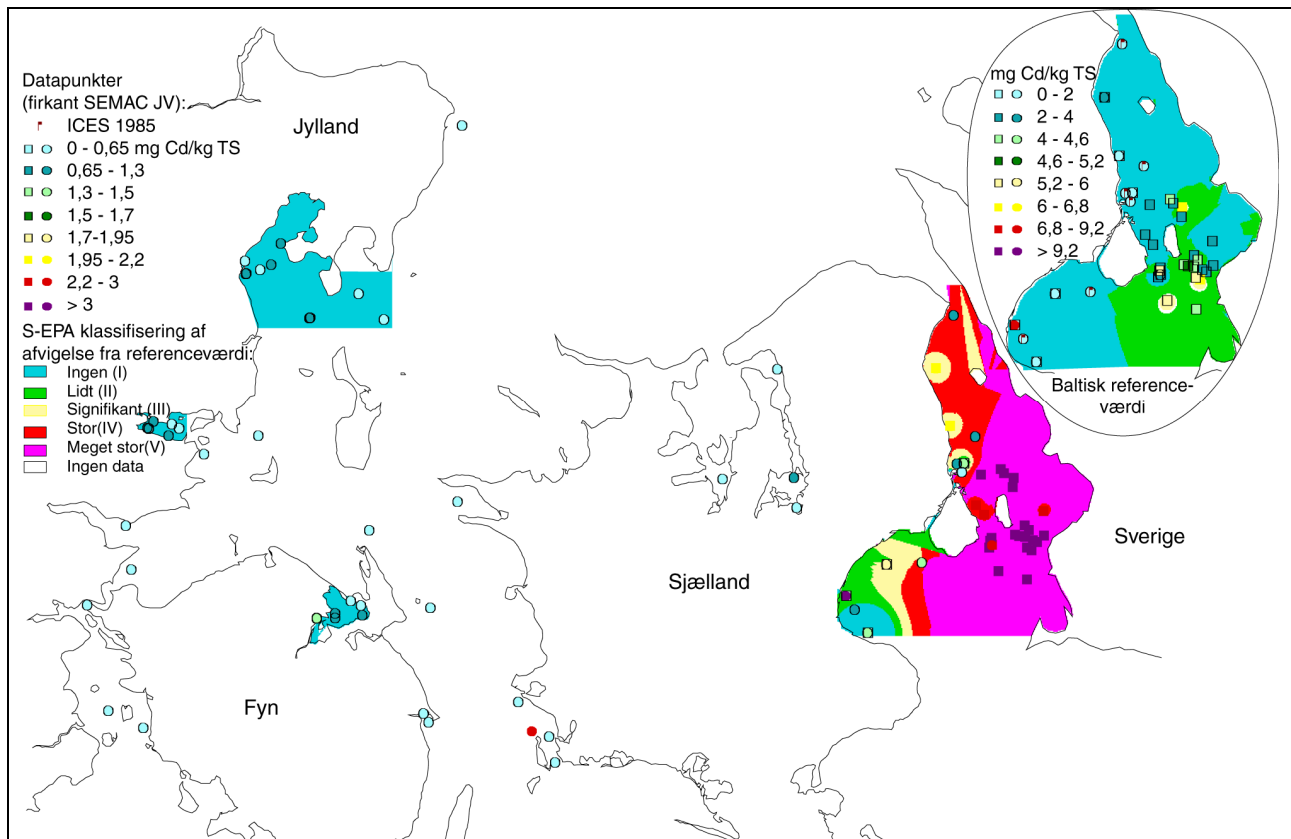 Datapunkter
(firkant SEMAC JV):
ICES 1985
0 - 0,65 mg Cd/kg TS
0,65 - 1,3
1,3 - 1,5
1,5 - 1,7
1,7-1,95
1,95 - 2,2
2,2 - 3
> 3
S-EPA klassifisering af
afvigelse fra referenceværdi:
Ingen (I)
Lidt (II)
Signifikant (III)
Stor(IV)
Meget stor(V)
Ingen data
Jylland
Fyn
Sjælland
Sverige
mg Cd/kg TS
0 - 2
2 - 4
4 - 4,6
4,6 - 5,2
5,2 - 6
6 - 6,8
6,8 - 9,2
> 9,2
Baltisk reference-
værdi